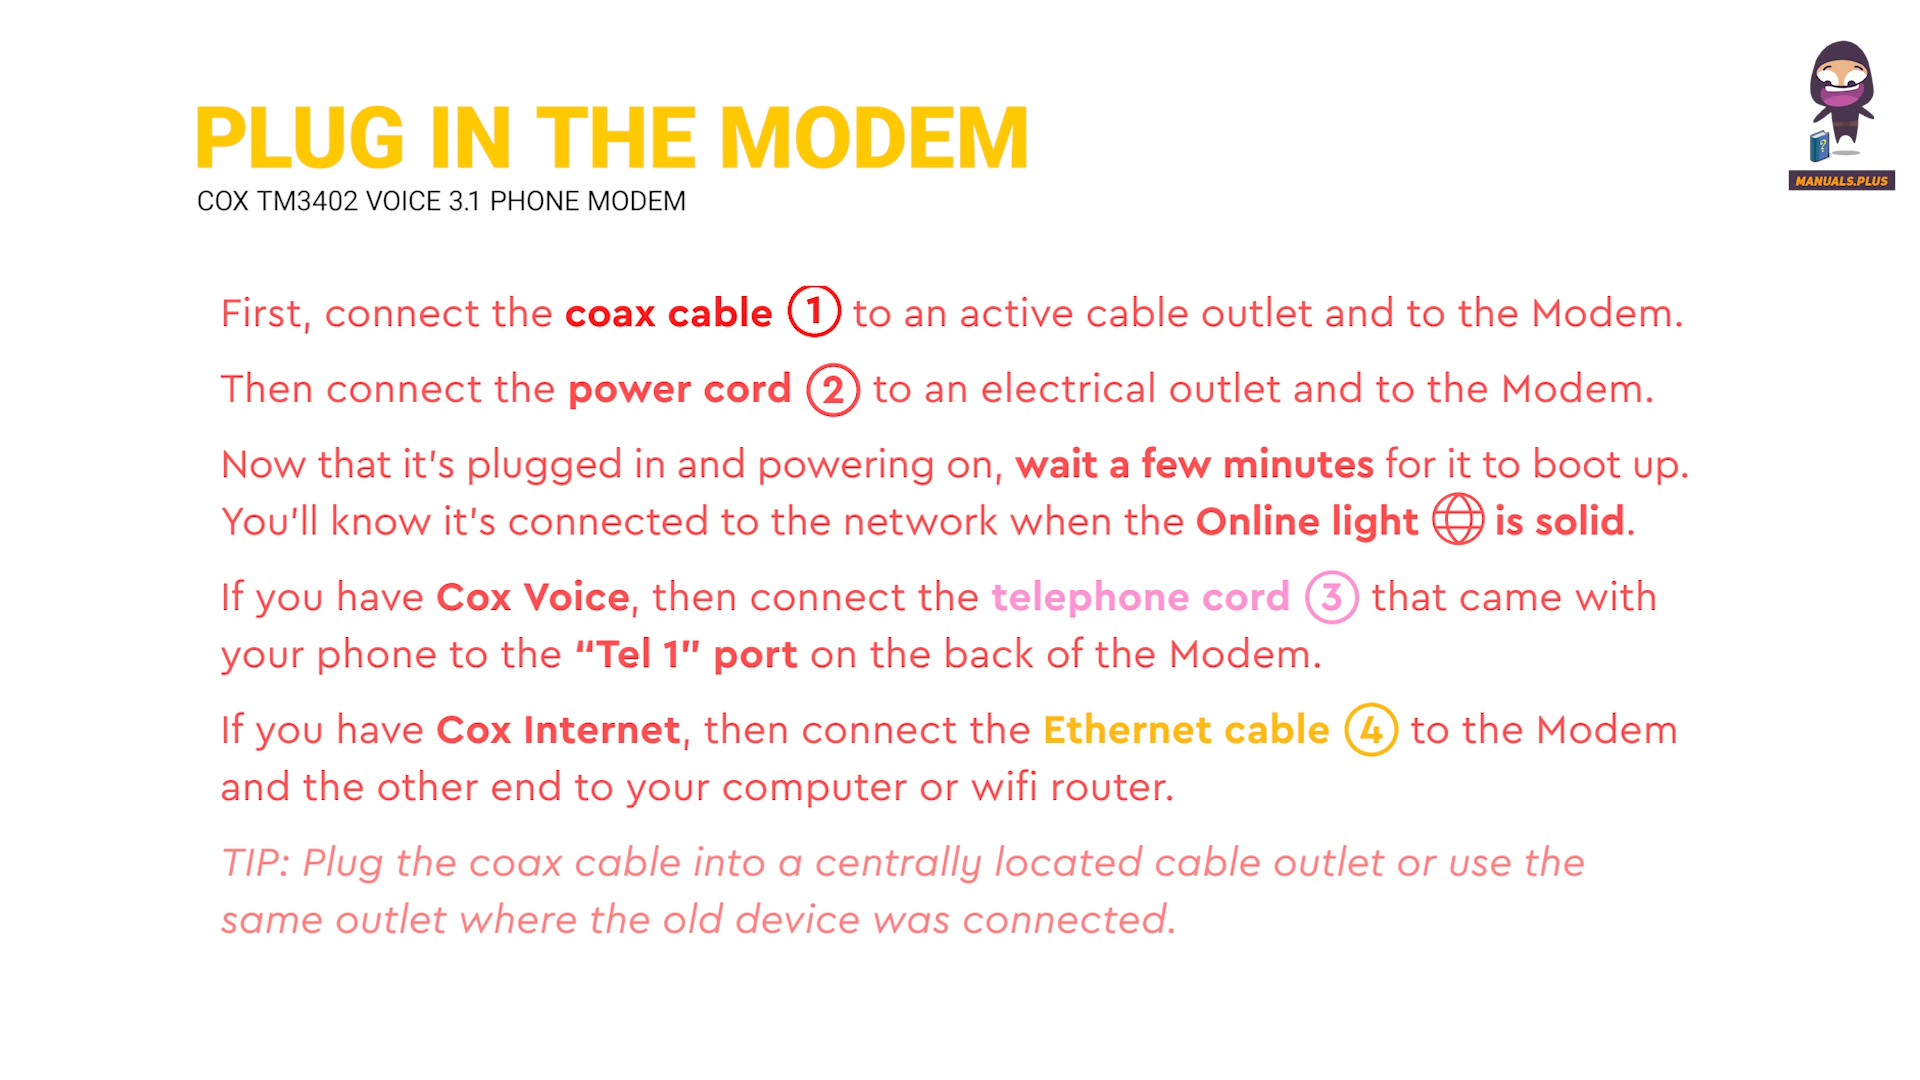 PLUG IN THE MODEM
COX TM3402 VOICE 3.1 PHONE MODEM
MANUALS.PLUS
First, connect the coax cable 1 to an active cable outlet and to the Modem.
Then connect the power cord 2 to an electrical outlet and to the Modem.
Now that it's plugged in and powering on, wait a few minutes for it to boot up.
You'll know it's connected to the network when the Online light is solid.
If you have Cox Voice, then connect the telephone cord 3 that came with
your phone to the “Tel 1” port on the back of the Modem.
If you have Cox Internet, then connect the Ethernet cable 4 to the Modem
and the other end to your computer or wifi router.
TIP: Plug the coax cable into a centrally located cable outlet or use the
same outlet where the old device was connected.